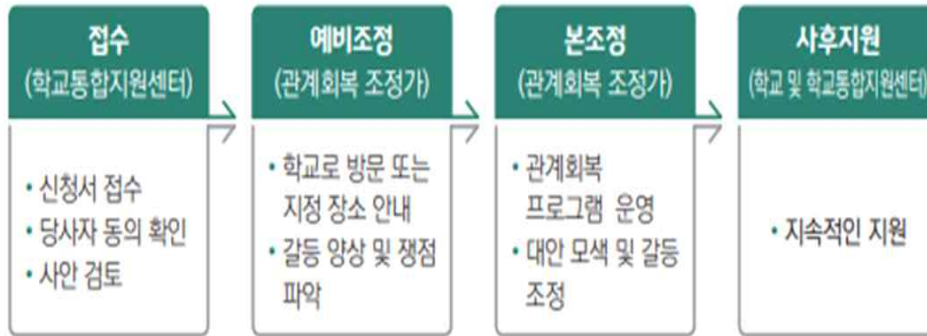 접수
(학교통합지원센터)
• 신청서 접수
• 당사자 동의 확인
• 사안 검토
예비조정
(관계회복 조정가)
• 학교로 방문 또는
지정 장소 안내
• 갈등 양상 및 쟁점
파악
본조정
(관계회복 조정가)
• 관계회복
프로그램 운영
• 대안 모색 및 갈등
조정
사후지원
(학교 및 학교통합지원센터)
• 지속적인 지원